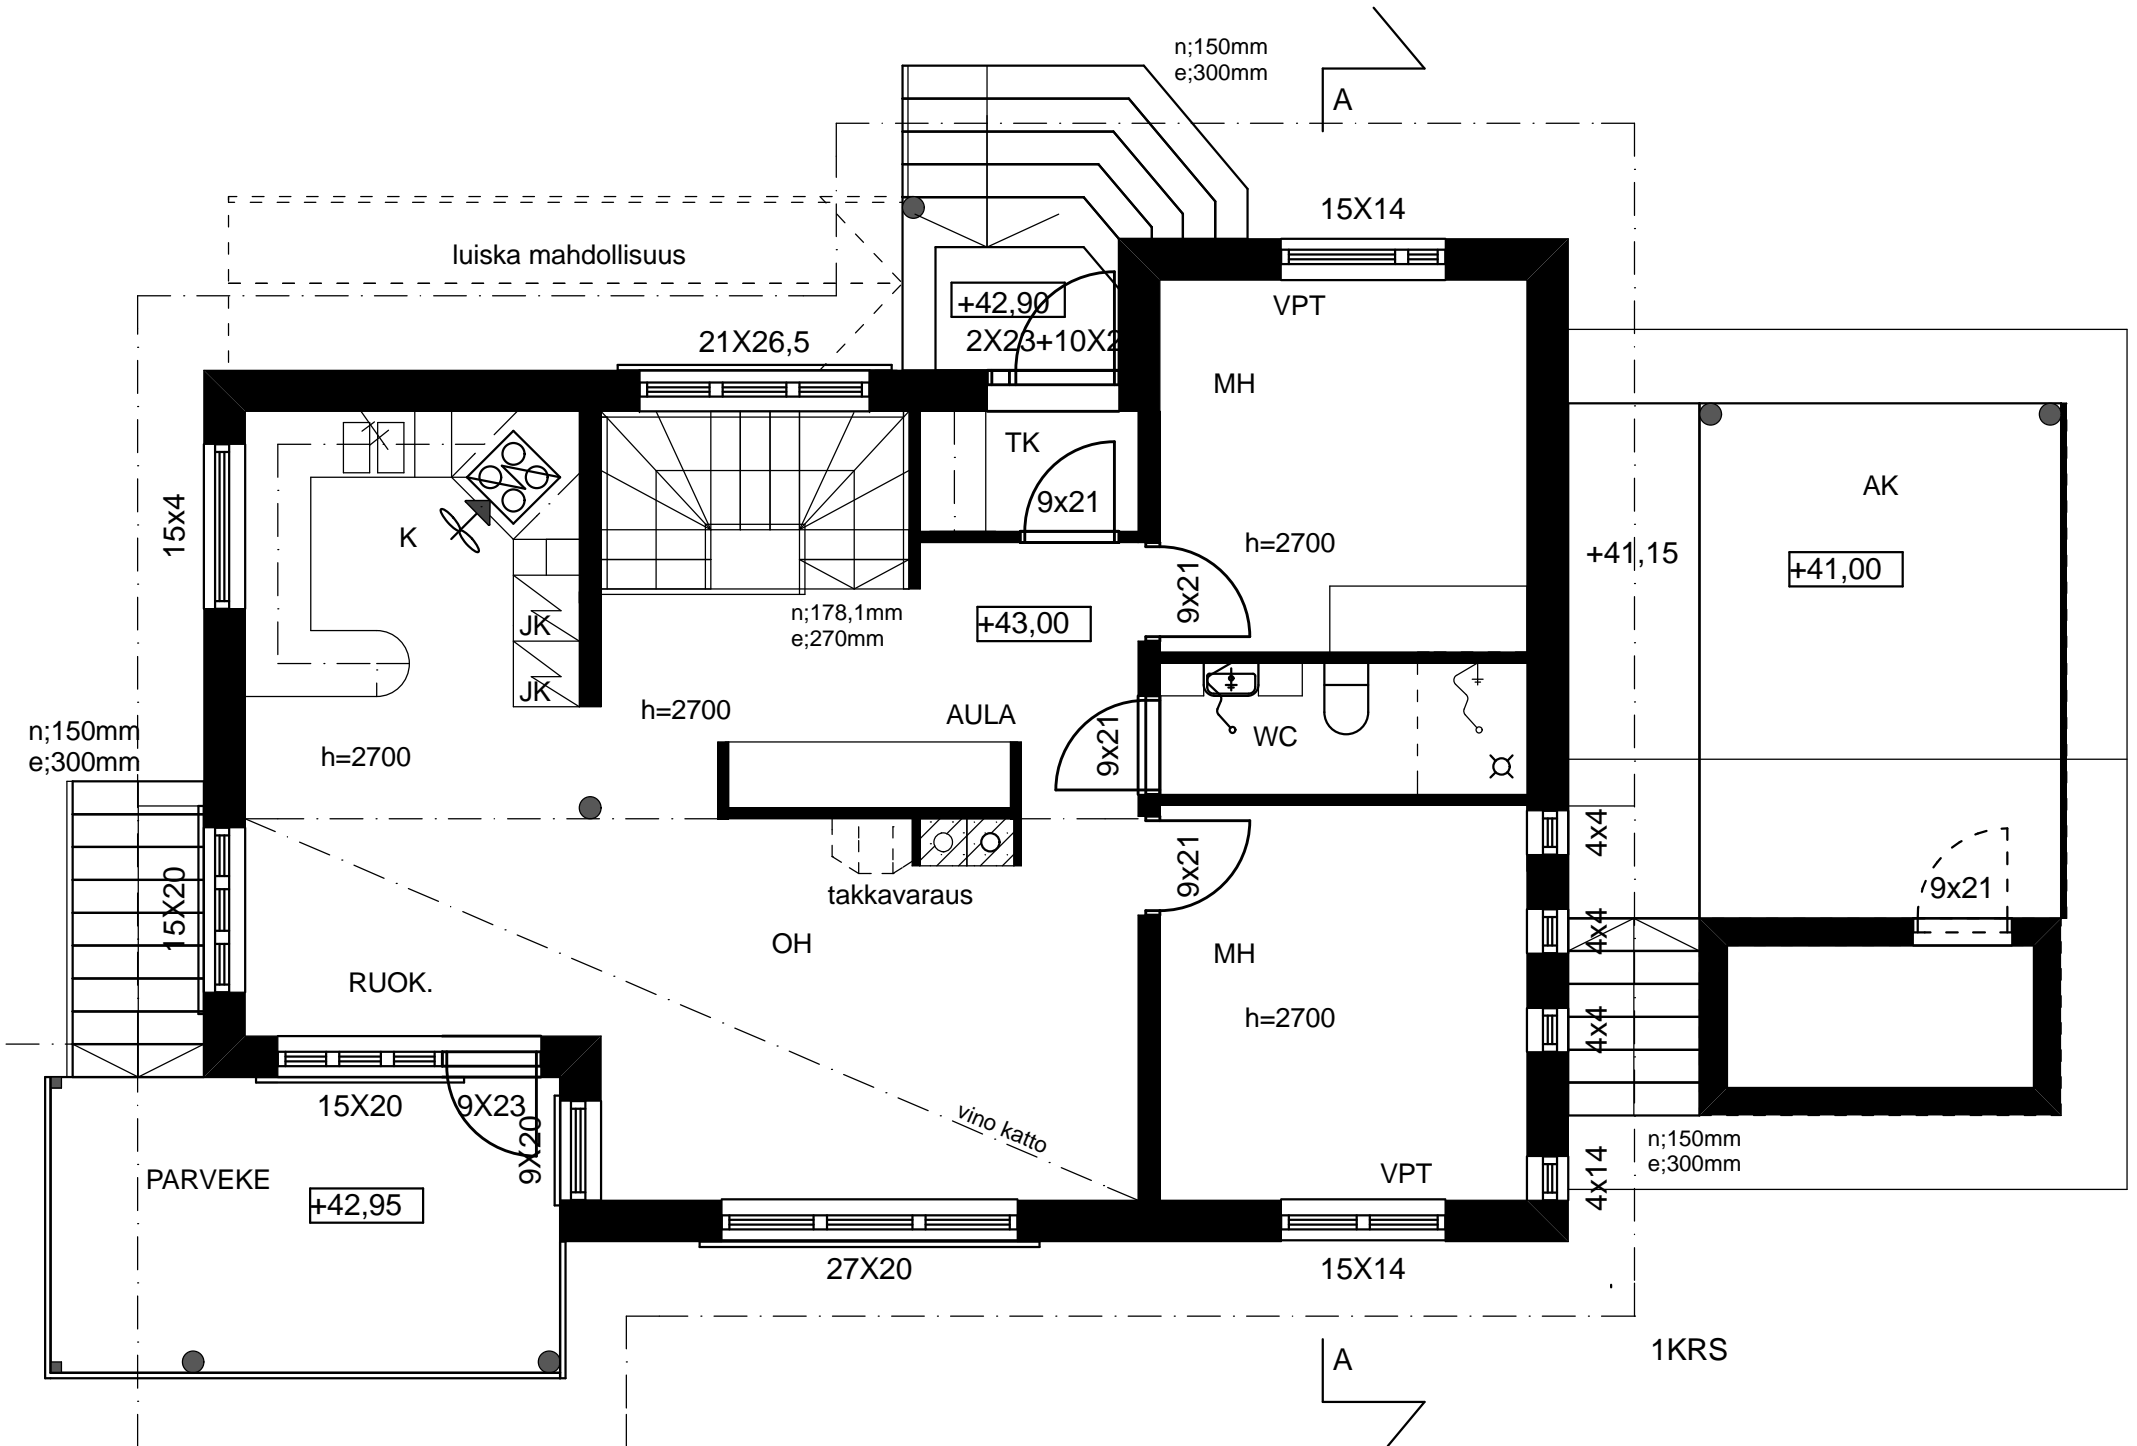 n;150mm
e;300mm
A
15X14
luiska mahdollisuus
+42,90
VPT
21X26,5
2X23+10X2
MH
TK
AK
9x21
15x4
K
h=2700
+41,15
+41,00
9x21
n;178,1mm
e;270mm
+43,00
JK
JK
h=2700
AULA
WC
n;150mm
e;300mm
h=2700
9x21
4x4
9x21
takkavaraus
9x21
15X20
OH
4x4
MH
RUOK.
h=2700
4x4
15X20
9X23
9X20
vino katto
n;150mm
e;300mm
PARVEKE
VPT
4x14
+42,95
27X20
15X14
1KRS
A